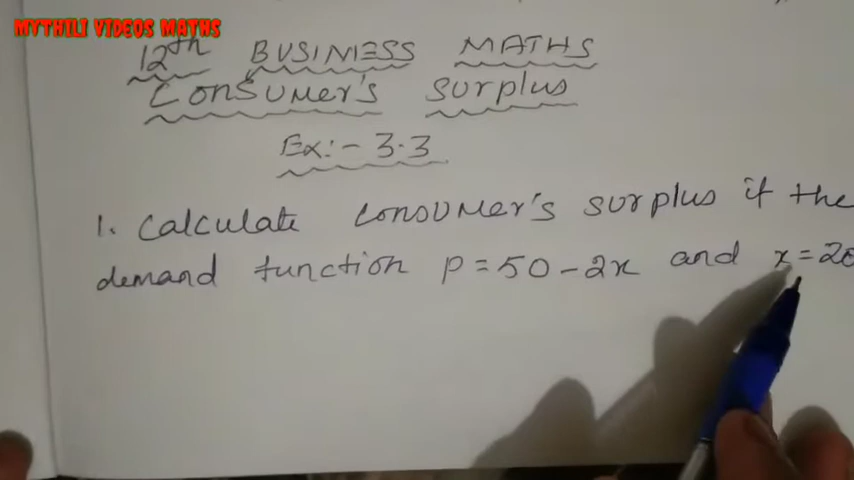 MYTHILI VIDEOS MATHS
12th BUSINESS MATHS
Consumer's surplus
Ex:- 3.3
1. Calculate consumer's surplus if the
demand function p = 50 - 2x and x = 20